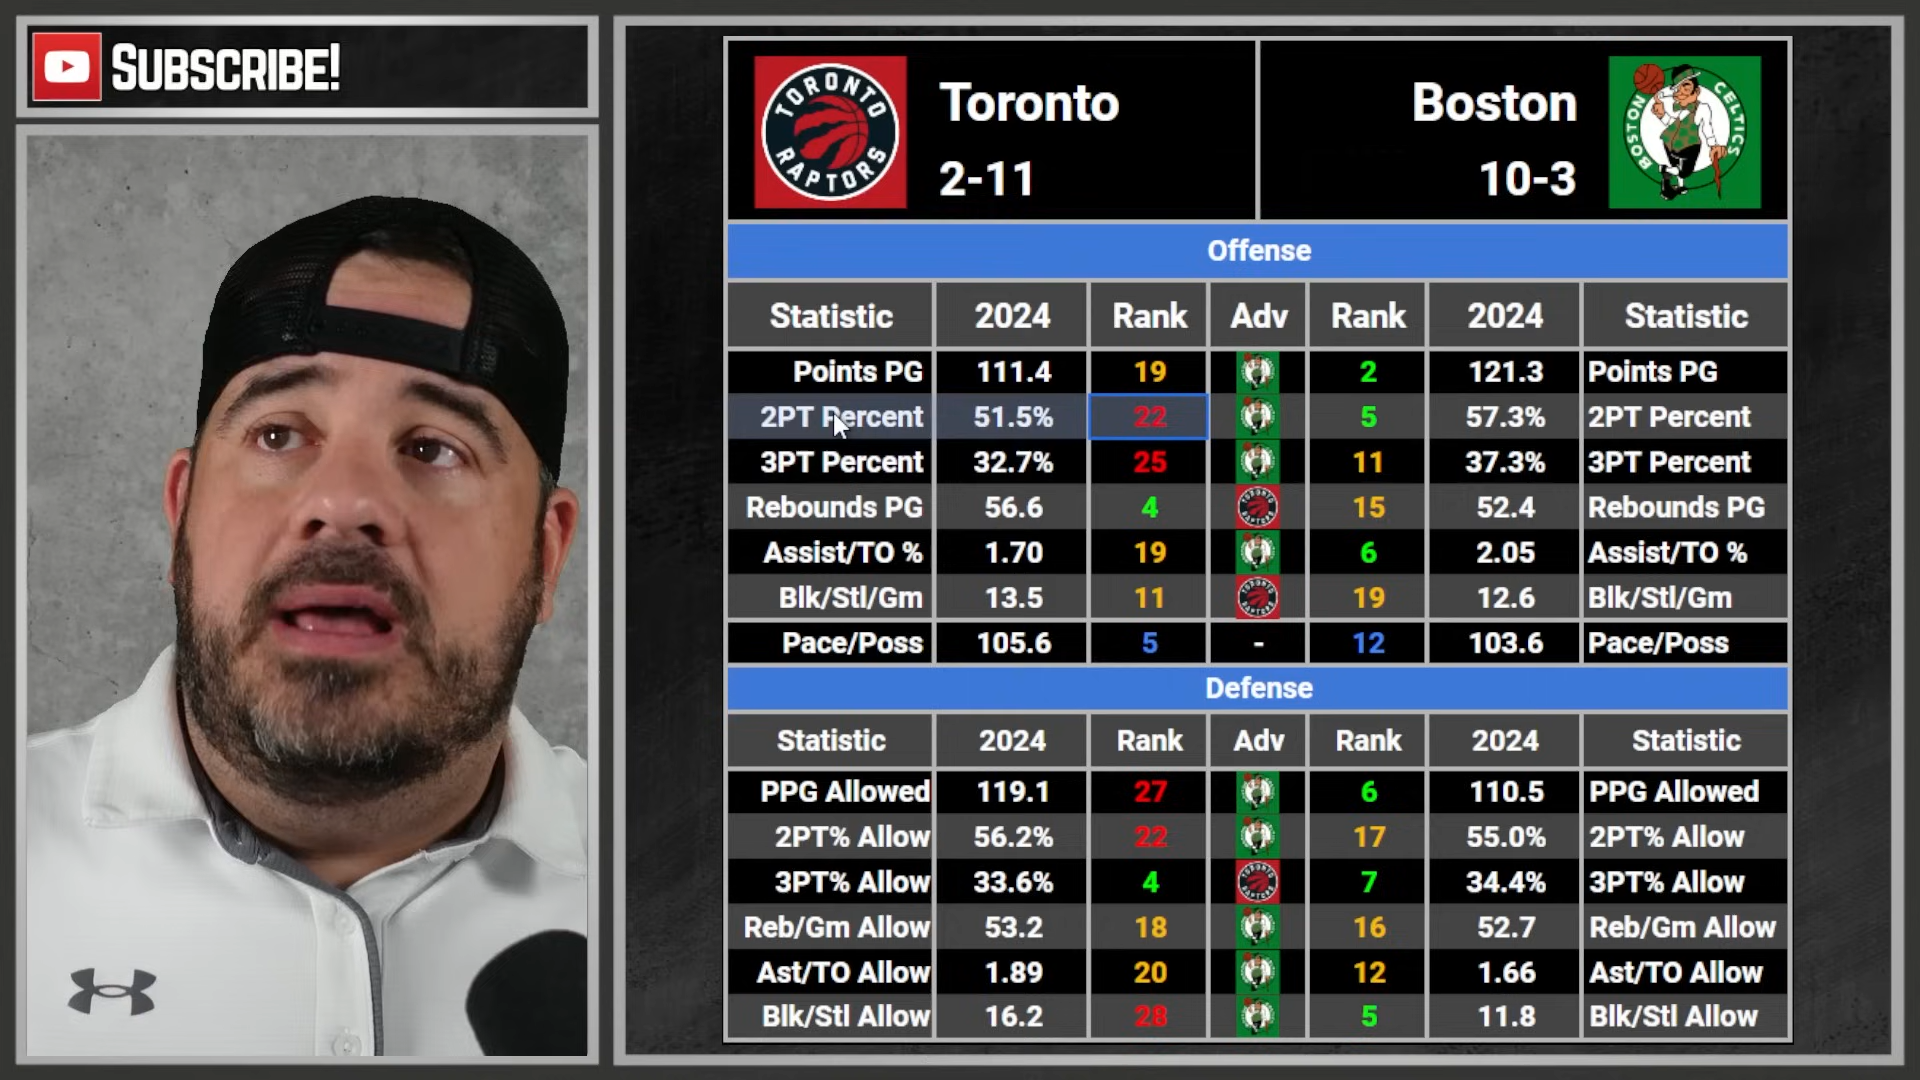 SUBSCRIBE!
TORONTO RAPTORS
Toronto
2-11
Boston
10-3
BOSTON CELTICS
Offense
Statistic 2024 Rank Adv Rank 2024 Statistic
Points PG 111.4 19 2 121.3 Points PG
2PT Percent 51.5% 22 5 57.3% 2PT Percent
3PT Percent 32.7% 25 11 37.3% 3PT Percent
Rebounds PG 56.6 4 15 52.4 Rebounds PG
Assist/TO % 1.70 19 6 2.05 Assist/TO %
Blk/Stl/Gm 13.5 11 19 12.6 Blk/Stl/Gm
Pace/Poss 105.6 5 - 12 103.6 Pace/Poss
Defense
Statistic 2024 Rank Adv Rank 2024 Statistic
PPG Allowed 119.1 27 6 110.5 PPG Allowed
2PT% Allow 56.2% 22 17 55.0% 2PT% Allow
3PT% Allow 33.6% 4 7 34.4% 3PT% Allow
Reb/Gm Allow 53.2 18 16 52.7 Reb/Gm Allow
Ast/TO Allow 1.89 20 12 1.66 Ast/TO Allow
Blk/Stl Allow 16.2 28 5 11.8 Blk/Stl Allow